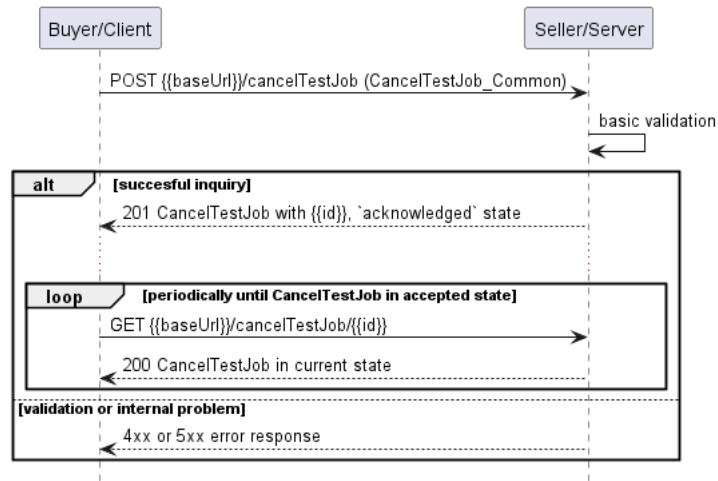 Buyer/Client
Seller/Server
POST {{baseUrl}}/cancelTestJob (CancelTestJob_Common)
basic validation
alt [succesful inquiry]
201 CancelTestJob with {{id}}, `acknowledged` state
loop [periodically until CancelTestJob in accepted state]
GET {{baseUrl}}/cancelTestJob/{{id}}
200 CancelTestJob in current state
[validation or internal problem]
4xx or 5xx error response